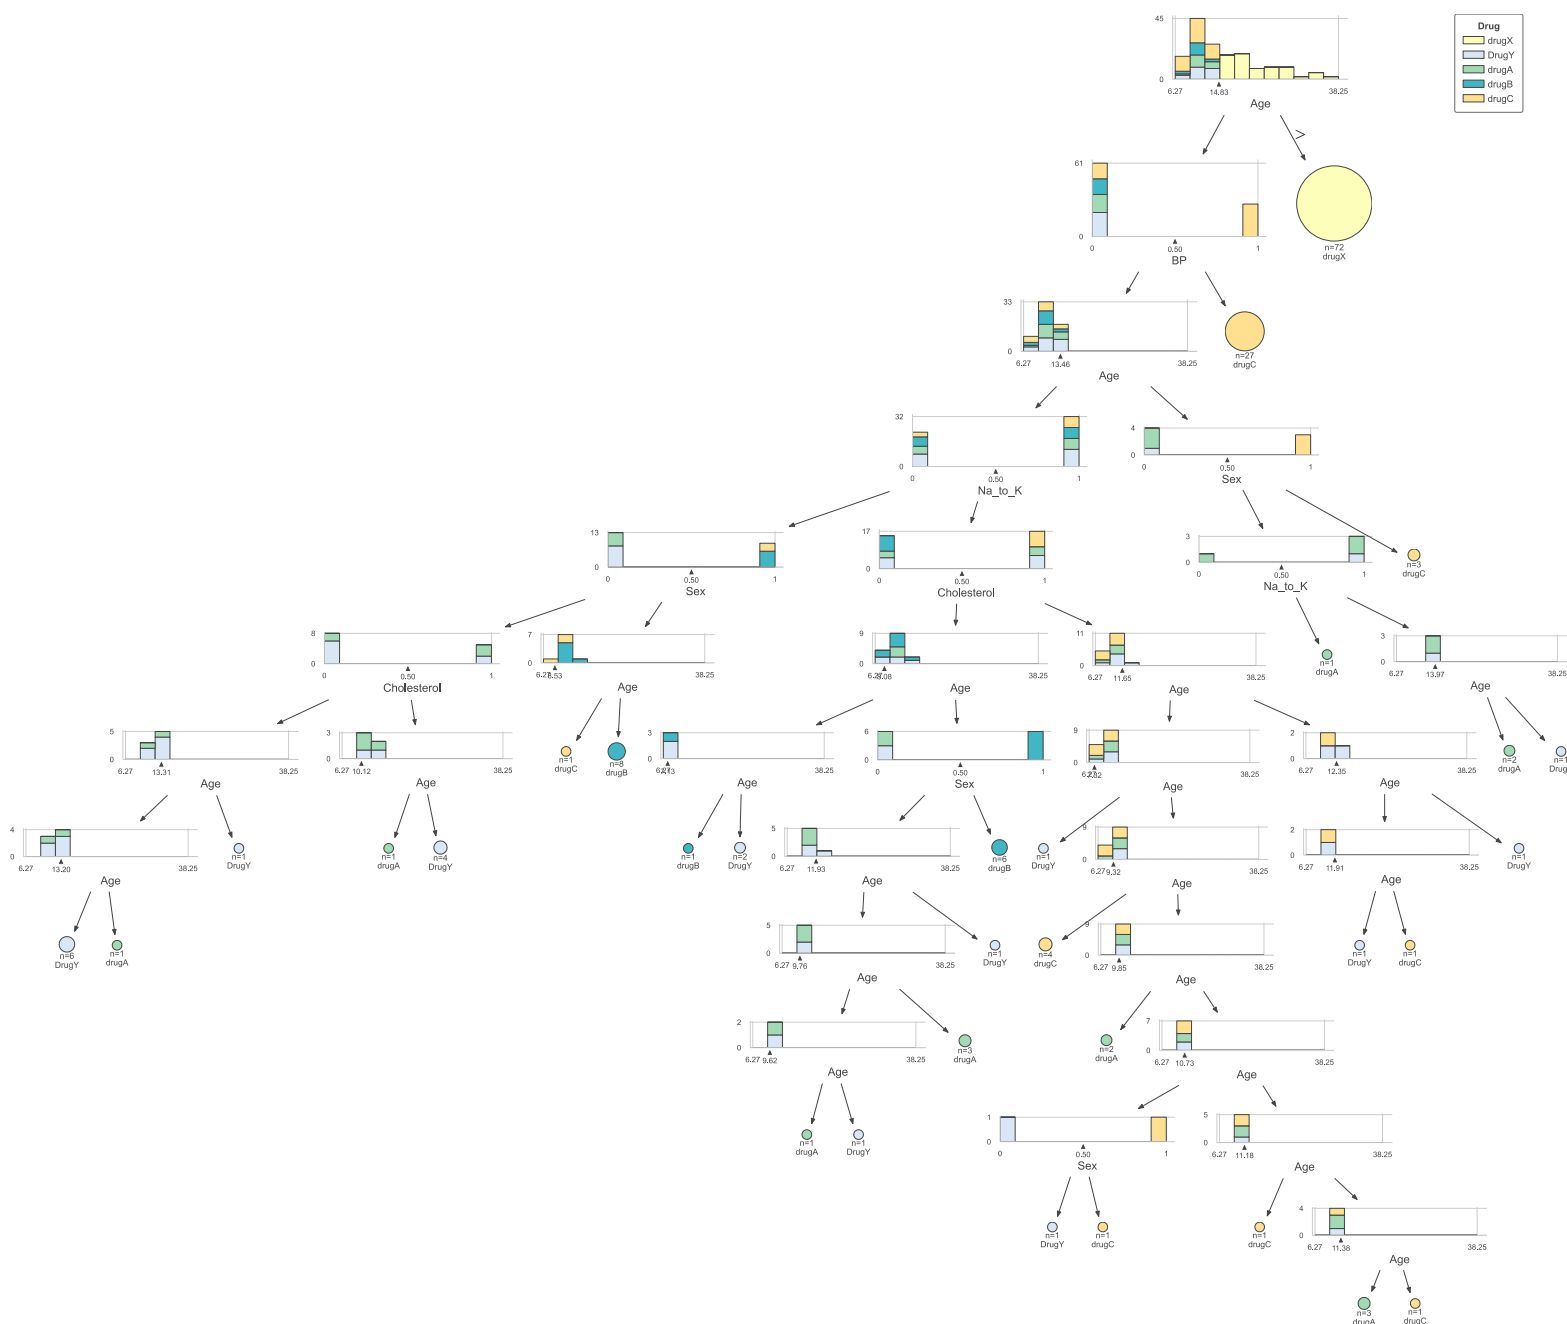 45
0
6.27
14.83
38.25
Age
>
Drug
drugX
DrugY
drugA
drugB
drugC
61
0
0
0.50
1
BP
n=72
drugX
33
0
6.27
13.46
38.25
Age
n=27
drugC
32
0
0
0.50
1
Na_to_K
4
0
0
0.50
1
Sex
13
0
0
0.50
1
Sex
17
0
0
0.50
1
Cholesterol
3
0
0
0.50
1
Na_to_K
n=3
drugC
8
0
0
0.50
1
Cholesterol
7
0
8.53
38.25
Age
9
0
8.08
38.25
Age
11
0
6.27
11.65
38.25
Age
n=1
drugA
3
0
6.27
13.97
38.25
Age
5
0
6.27
13.31
38.25
Age
3
0
6.27
10.12
38.25
Age
n=1
drugC
n=8
drugB
3
0
38.25
Age
6
0
0
0.50
1
Sex
9
0
38.25
Age
2
0
6.27
12.35
38.25
Age
n=2
drugA
n=1
4
0
6.27
13.20
38.25
Age
n=1
DrugY
n=1
drugA
n=4
DrugY
n=1
drugB
n=2
DrugY
5
0
6.27
11.93
38.25
Age
n=6
drugB
n=1
DrugY
9
0
6.27
9.32
38.25
Age
2
0
6.27
11.91
38.25
Age
n=1
DrugY
n=6
DrugY
n=1
drugA
5
0
6.27
9.76
38.25
Age
n=1
DrugY
n=4
drugC
9
0
6.27
9.85
38.25
Age
n=1
DrugY
n=1
drugC
2
0
6.27
9.62
38.25
Age
n=3
drugA
n=2
drugA
7
0
6.27
10.73
38.25
Age
n=1
drugA
n=1
DrugY
1
0
0
0.50
1
Sex
5
0
6.27
11.18
38.25
Age
n=1
DrugY
n=1
drugC
n=1
drugC
4
0
6.27
11.38
38.25
Age
n=3
drugA
n=1
drugC